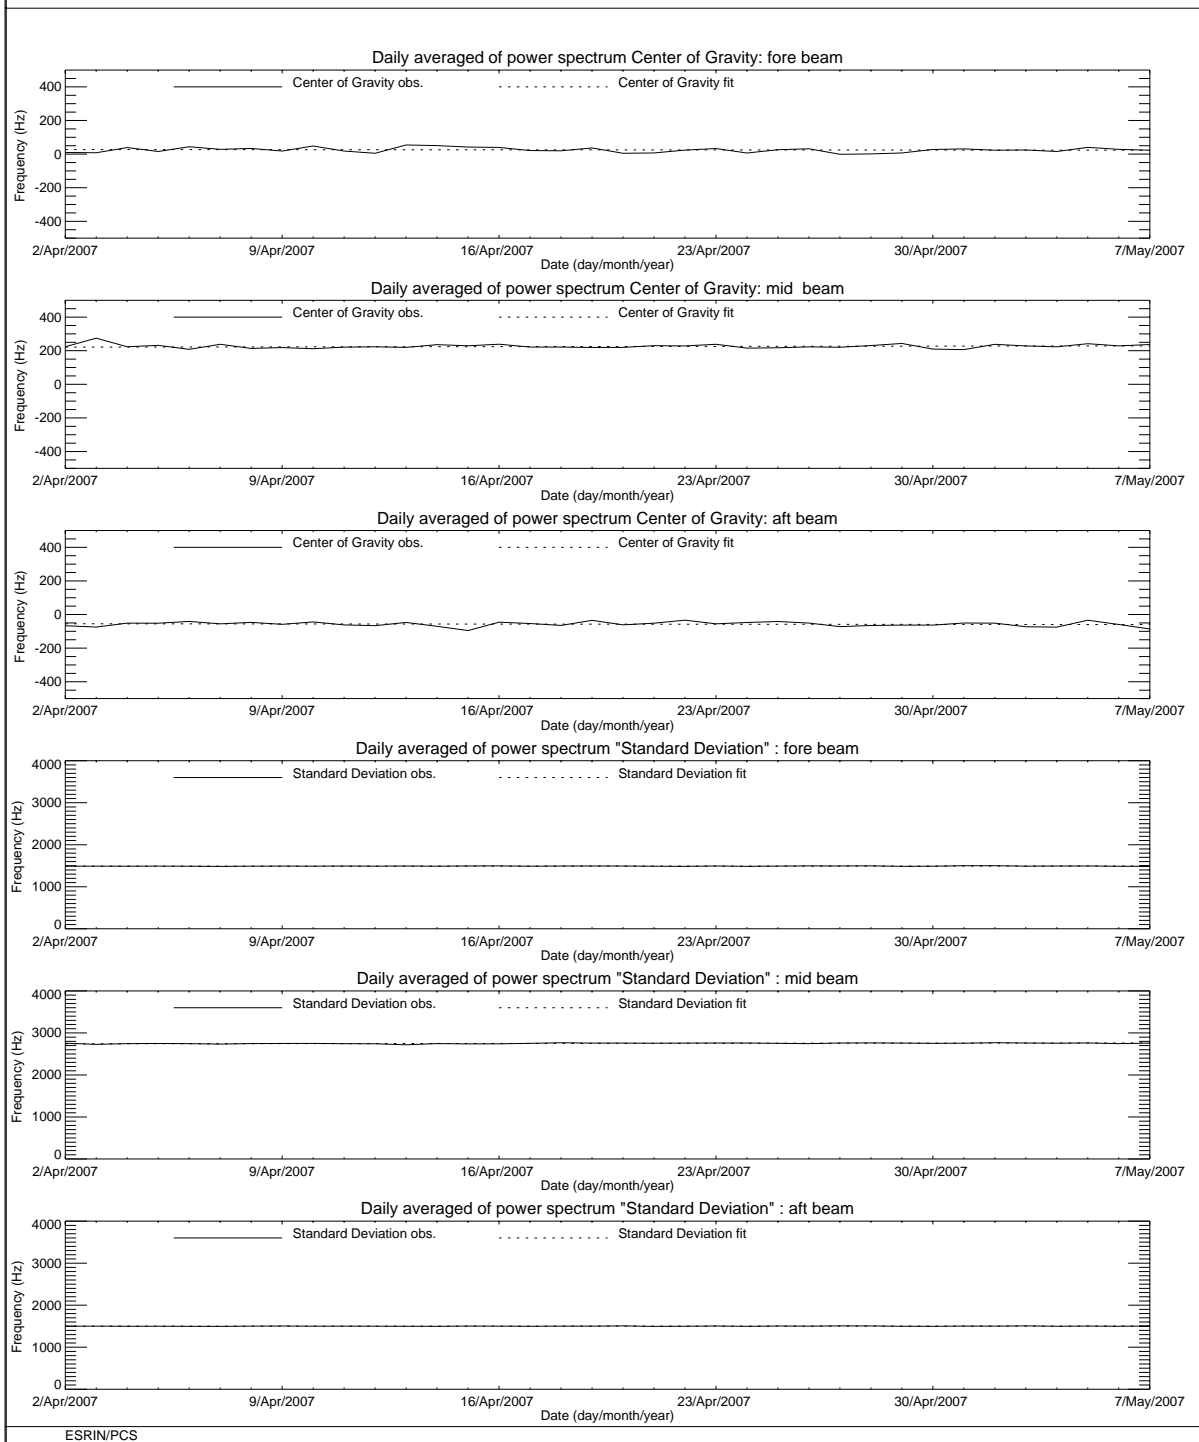 Daily averaged of power spectrum Center of Gravity: fore beam
Center of Gravity obs. Center of Gravity fit
Frequency (Hz)
400
200
0
-200
-400
2/Apr/2007 9/Apr/2007 16/Apr/2007 23/Apr/2007 30/Apr/2007 7/May/2007
Date (day/month/year)
Daily averaged of power spectrum Center of Gravity: mid beam
Center of Gravity obs. Center of Gravity fit
Frequency (Hz)
400
200
0
-200
-400
2/Apr/2007 9/Apr/2007 16/Apr/2007 23/Apr/2007 30/Apr/2007 7/May/2007
Date (day/month/year)
Daily averaged of power spectrum Center of Gravity: aft beam
Center of Gravity obs. Center of Gravity fit
Frequency (Hz)
400
200
0
-200
-400
2/Apr/2007 9/Apr/2007 16/Apr/2007 23/Apr/2007 30/Apr/2007 7/May/2007
Date (day/month/year)
Daily averaged of power spectrum "Standard Deviation" : fore beam
Standard Deviation obs. Standard Deviation fit
Frequency (Hz)
4000
3000
2000
1000
0
2/Apr/2007 9/Apr/2007 16/Apr/2007 23/Apr/2007 30/Apr/2007 7/May/2007
Date (day/month/year)
Daily averaged of power spectrum "Standard Deviation" : mid beam
Standard Deviation obs. Standard Deviation fit
Frequency (Hz)
4000
3000
2000
1000
0
2/Apr/2007 9/Apr/2007 16/Apr/2007 23/Apr/2007 30/Apr/2007 7/May/2007
Date (day/month/year)
Daily averaged of power spectrum "Standard Deviation" : aft beam
Standard Deviation obs. Standard Deviation fit
Frequency (Hz)
4000
3000
2000
1000
0
2/Apr/2007 9/Apr/2007 16/Apr/2007 23/Apr/2007 30/Apr/2007 7/May/2007
Date (day/month/year)
ESRIN/PCS